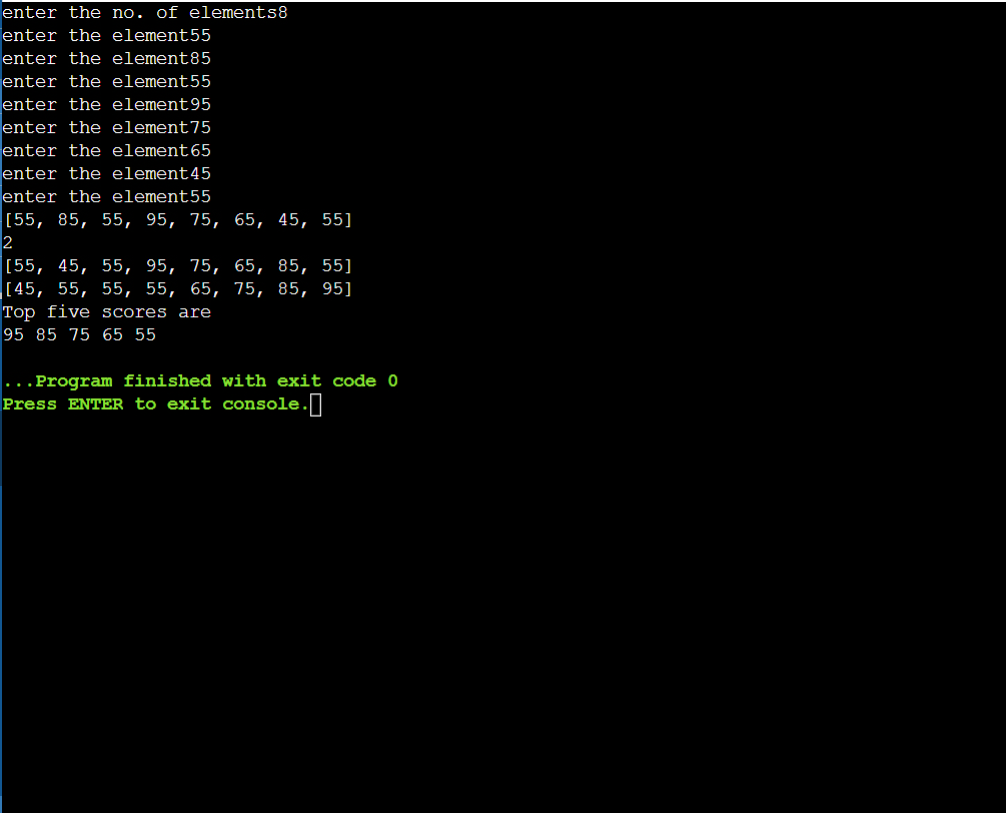 enter the no. of elements8
enter the element55
enter the element85
enter the element55
enter the element95
enter the element75
enter the element65
enter the element45
enter the element55
[55, 85, 55, 95, 75, 65, 45, 55]
2
[55, 45, 55, 95, 75, 65, 85, 55]
[45, 55, 55, 55, 65, 75, 85, 95]
Top five scores are
95 85 75 65 55
...Program finished with exit code 0
Press ENTER to exit console.